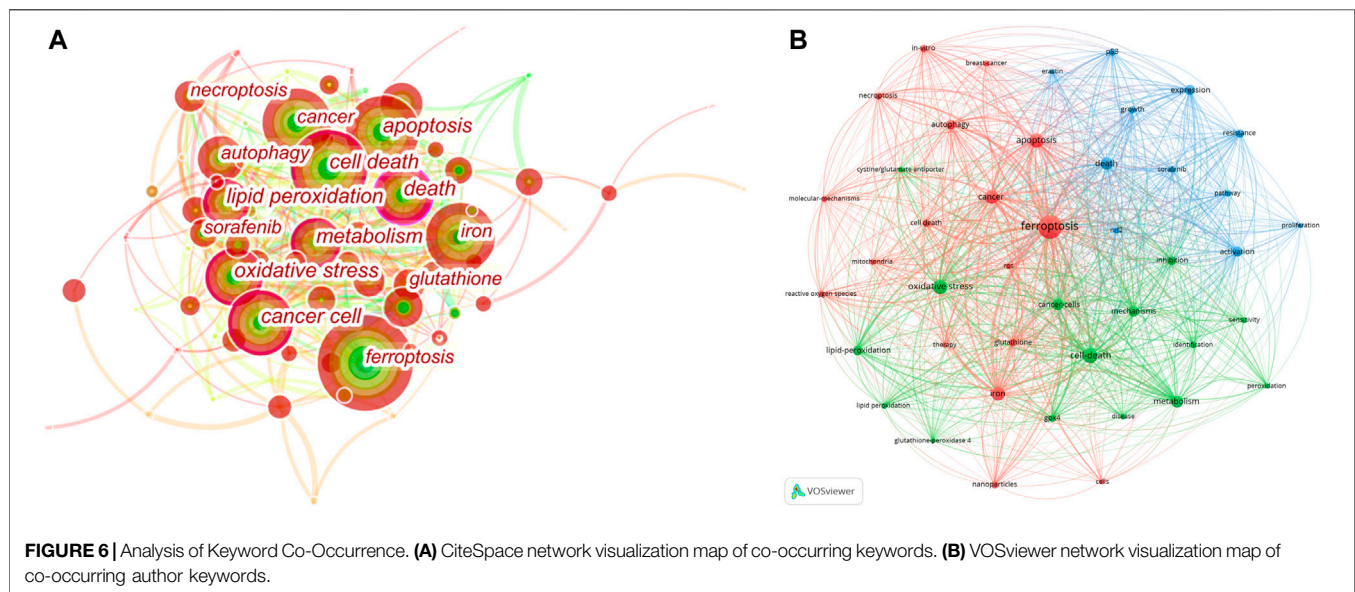 A
necroptosis
cancer
apoptosis
autophagy
cell death
lipid peroxidation
death
sorafenib
metabolism
iron
oxidative stress
glutathione
cancer cell
ferroptosis
B
in-vitro
p53
breast-cancer
erastin
necroptosis
expression
growth
autophagy
resistance
apoptosis
death
cystine/glutamate antiporter
sorafenib
molecular-mechanisms
cancer
pathway
cell death
ferroptosis
proliferation
nrf2
mitochondria
activation
ros
inhibition
reactive oxygen species
oxidative stress
cancer-cells
mechanisms
sensitivity
therapy
glutathione
identification
lipid-peroxidation
cell-death
peroxidation
iron
metabolism
lipid peroxidation
gpx4
disease
glutathione-peroxidase 4
nanoparticles
cells
VOSviewer
FIGURE 6 | Analysis of Keyword Co-Occurrence. (A) CiteSpace network visualization map of co-occurring keywords. (B) VOSviewer network visualization map of
co-occurring author keywords.